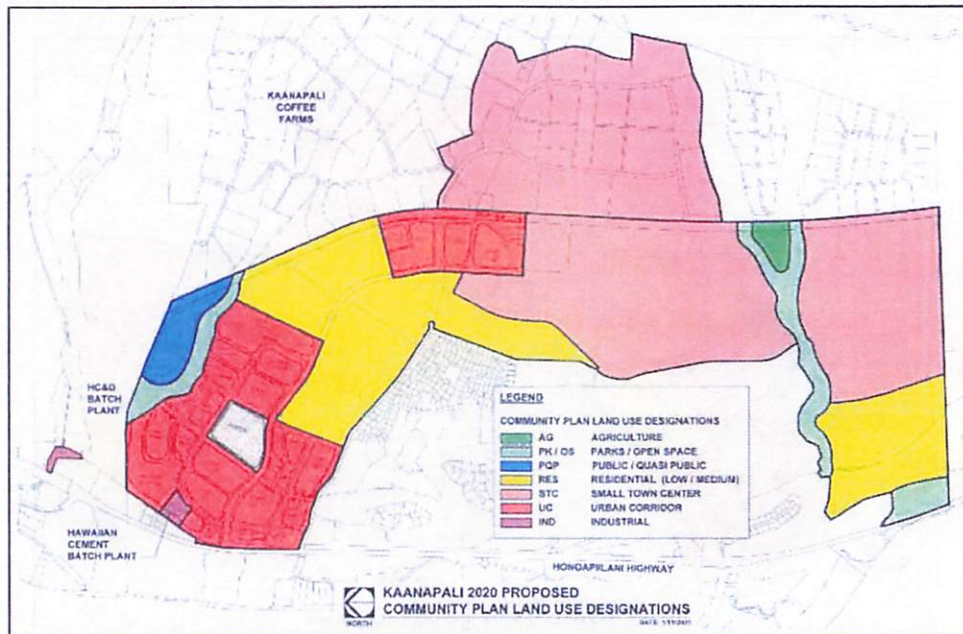 KAANAPALI
COFFEE
FARMS
HC&D
BATCH
PLANT
HAWAIIAN
CEMENT
BATCH PLANT
LEGEND
COMMUNITY PLAN LAND USE DESIGNATIONS
AG AGRICULTURE
PK / OS PARKS / OPEN SPACE
PQP PUBLIC / QUASI PUBLIC
RES RESIDENTIAL (LOW / MEDIUM)
STC SMALL TOWN CENTER
UC URBAN CORRIDOR
IND INDUSTRIAL
HONOAPIILANI HIGHWAY
KAANAPALI 2020 PROPOSED
COMMUNITY PLAN LAND USE DESIGNATIONS
NORTH
DATE: